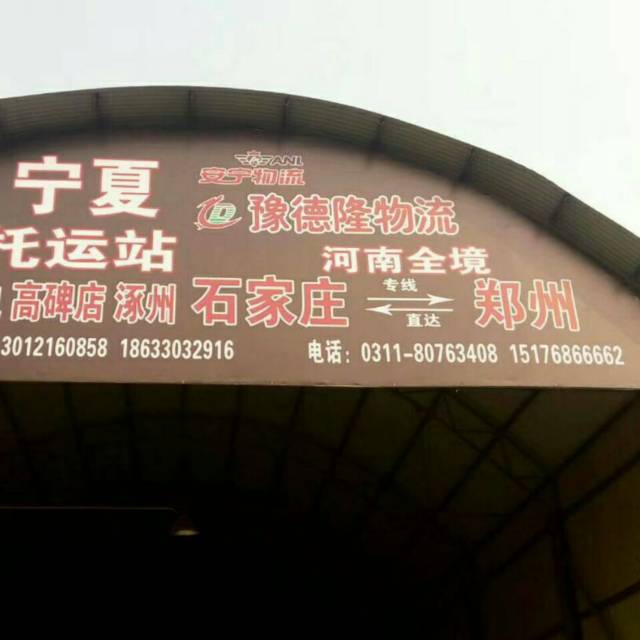 宁夏
托运站
高碑店 涿州
3012160858 18633032916
安宁物流
豫德隆物流
河南全境
石家庄 专线 直达 郑州
电话：0311-80763408 15176866662